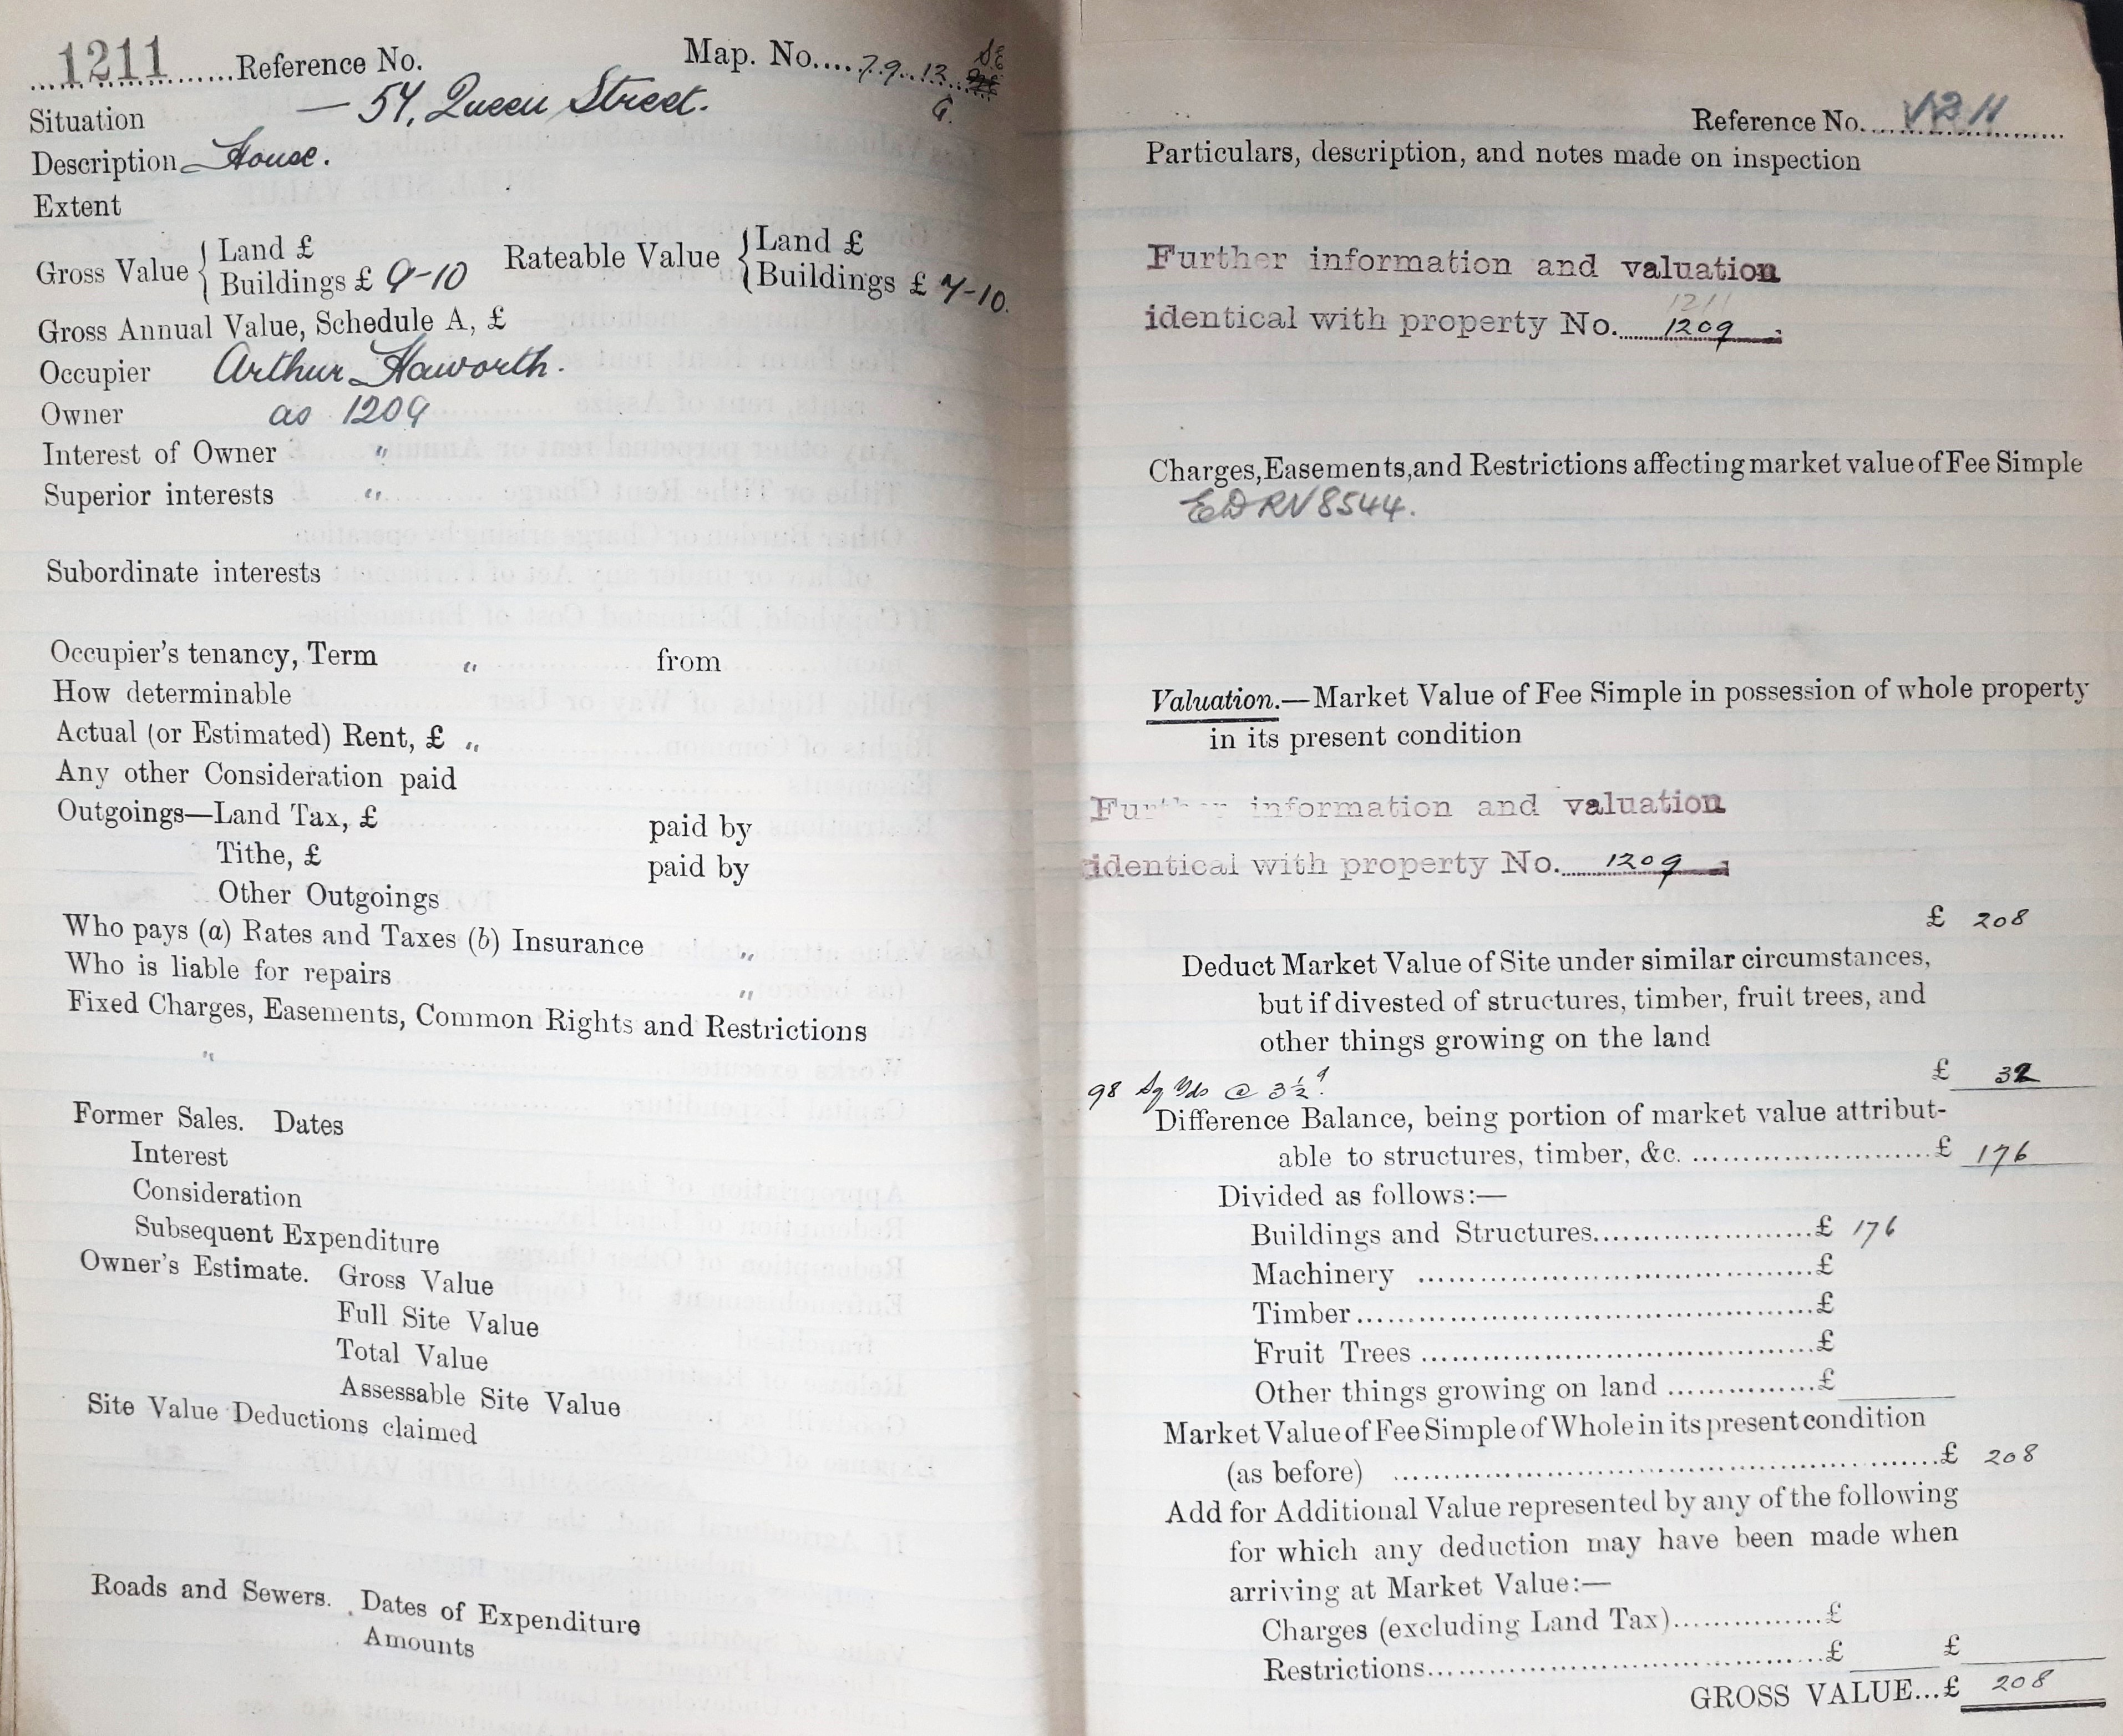 1211 Reference No. Map. No. 79.13 S.E.
G.
Situation — 57, Queen Street.
Description House.
Extent
Gross Value { Land £
Buildings £ 9-10
Rateable Value { Land £
Buildings £ 7-10.
Gross Annual Value, Schedule A, £
Occupier Arthur Haworth.
Owner as 1209
Interest of Owner "
Superior interests "
Subordinate interests
Occupier's tenancy, Term " from
How determinable
Actual (or Estimated) Rent, £ "
Any other Consideration paid
Outgoings—Land Tax, £ paid by
Tithe, £ paid by
Other Outgoings
Who pays (a) Rates and Taxes (b) Insurance "
Who is liable for repairs "
Fixed Charges, Easements, Common Rights and Restrictions
"
Former Sales. Dates
Interest
Consideration
Subsequent Expenditure
Owner's Estimate. Gross Value
Full Site Value
Total Value
Assessable Site Value
Site Value Deductions claimed
Roads and Sewers. Dates of Expenditure
Amounts
Reference No. 1211
Particulars, description, and notes made on inspection
Further information and valuation
1211
identical with property No. 1209
Charges, Easements, and Restrictions affecting market value of Fee Simple
EDRV 8544.
Valuation.—Market Value of Fee Simple in possession of whole property
in its present condition
Further information and valuation
identical with property No. 1209
£ 208
Deduct Market Value of Site under similar circumstances,
but if divested of structures, timber, fruit trees, and
other things growing on the land
£ 32
98 Sq Yds @ 3½d
Difference Balance, being portion of market value attribut-
able to structures, timber, &c. £ 176
Divided as follows:—
Buildings and Structures £ 176
Machinery £
Timber £
Fruit Trees £
Other things growing on land £
Market Value of Fee Simple of Whole in its present condition
(as before) £ 208
Add for Additional Value represented by any of the following
for which any deduction may have been made when
arriving at Market Value:—
Charges (excluding Land Tax) £
Restrictions £ £
GROSS VALUE...£ 208